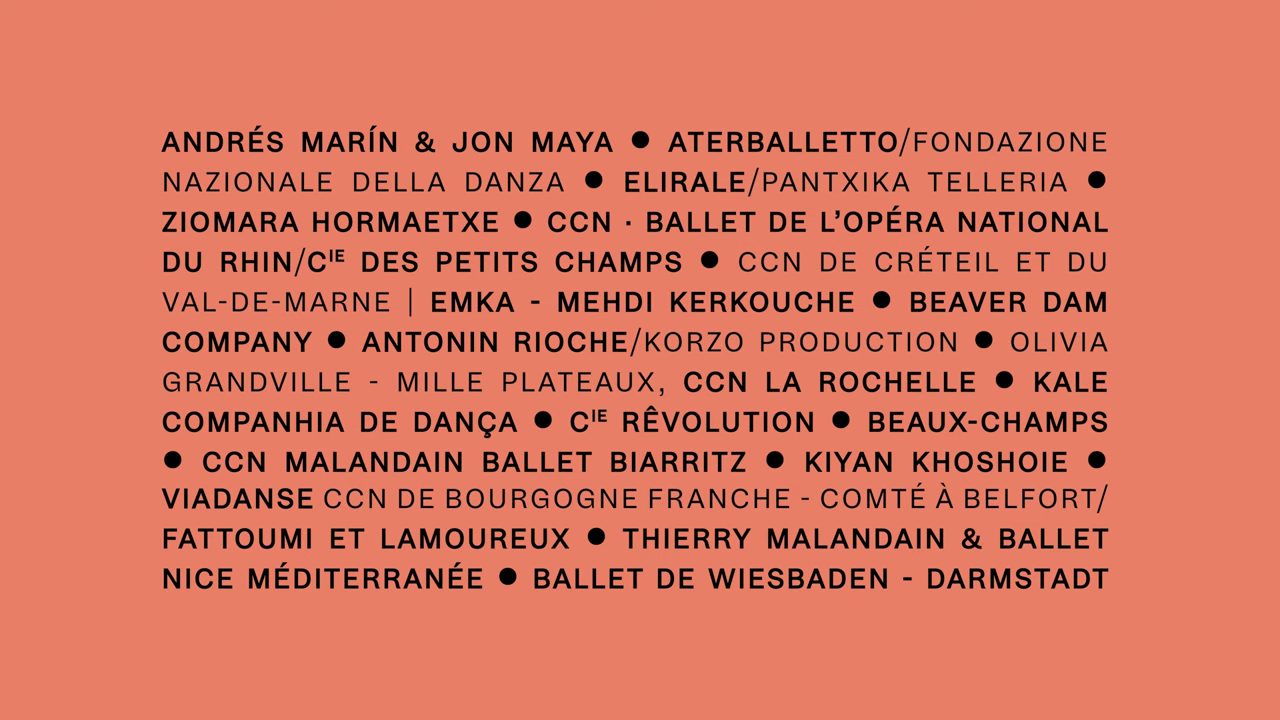 ANDRÉS MARÍN & JON MAYA ● ATERBALLETTO/FONDAZIONE
NAZIONALE DELLA DANZA ● ELIRALE/PANTXIKA TELLERIA ●
ZIOMARA HORMAETXE ● CCN · BALLET DE L’OPÉRA NATIONAL
DU RHIN/CIE DES PETITS CHAMPS ● CCN DE CRÉTEIL ET DU
VAL-DE-MARNE | EMKA - MEHDI KERKOUCHE ● BEAVER DAM
COMPANY ● ANTONIN RIOCHE/KORZO PRODUCTION ● OLIVIA
GRANDVILLE - MILLE PLATEAUX, CCN LA ROCHELLE ● KALE
COMPANHIA DE DANÇA ● CIE RÊVOLUTION ● BEAUX-CHAMPS
● CCN MALANDAIN BALLET BIARRITZ ● KIYAN KHOSHOIE ●
VIADANSE CCN DE BOURGOGNE FRANCHE - COMTÉ À BELFORT/
FATTOUMI ET LAMOUREUX ● THIERRY MALANDAIN & BALLET
NICE MÉDITERRANÉE ● BALLET DE WIESBADEN - DARMSTADT